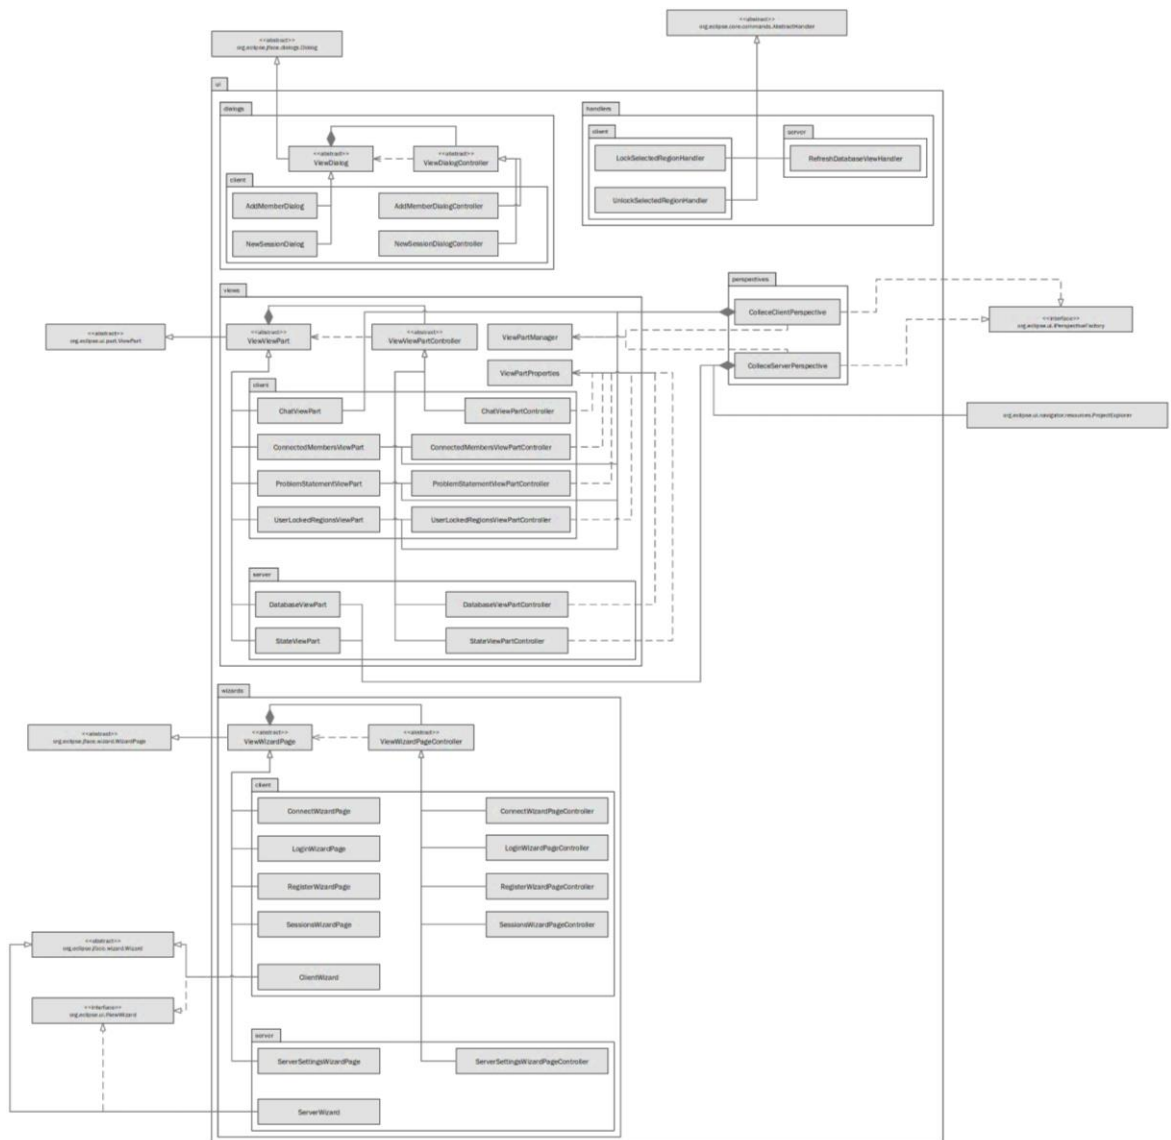 <<abstract>>
org.eclipse.core.commands.AbstractHandler
<<abstract>>
org.eclipse.jface.dialogs.Dialog
ui
dialogs
<<abstract>>
ViewDialog
<<abstract>>
ViewDialogController
client
AddMemberDialog
AddMemberDialogController
NewSessionDialog
NewSessionDialogController
handlers
client
LockSelectedRegionHandler
UnlockSelectedRegionHandler
server
RefreshDatabaseViewHandler
perspectives
ColleceClientPerspective
ColleceServerPerspective
<<interface>>
org.eclipse.ui.IPerspectiveFactory
org.eclipse.ui.navigator.resources.ProjectExplorer
views
<<abstract>>
org.eclipse.ui.part.ViewPart
<<abstract>>
ViewViewPart
<<abstract>>
ViewViewPartController
ViewPartManager
ViewPartProperties
client
ChatViewPart
ChatViewPartController
ConnectedMembersViewPart
ConnectedMembersViewPartController
ProblemStatementViewPart
ProblemStatementViewPartController
UserLockedRegionsViewPart
UserLockedRegionsViewPartController
server
DatabaseViewPart
DatabaseViewPartController
StateViewPart
StateViewPartController
wizards
<<abstract>>
org.eclipse.jface.wizard.WizardPage
<<abstract>>
ViewWizardPage
<<abstract>>
ViewWizardPageController
client
ConnectWizardPage
ConnectWizardPageController
LoginWizardPage
LoginWizardPageController
RegisterWizardPage
RegisterWizardPageController
SessionsWizardPage
SessionsWizardPageController
<<abstract>>
org.eclipse.jface.wizard.Wizard
ClientWizard
<<interface>>
org.eclipse.ui.INewWizard
server
ServerSettingsWizardPage
ServerSettingsWizardPageController
ServerWizard